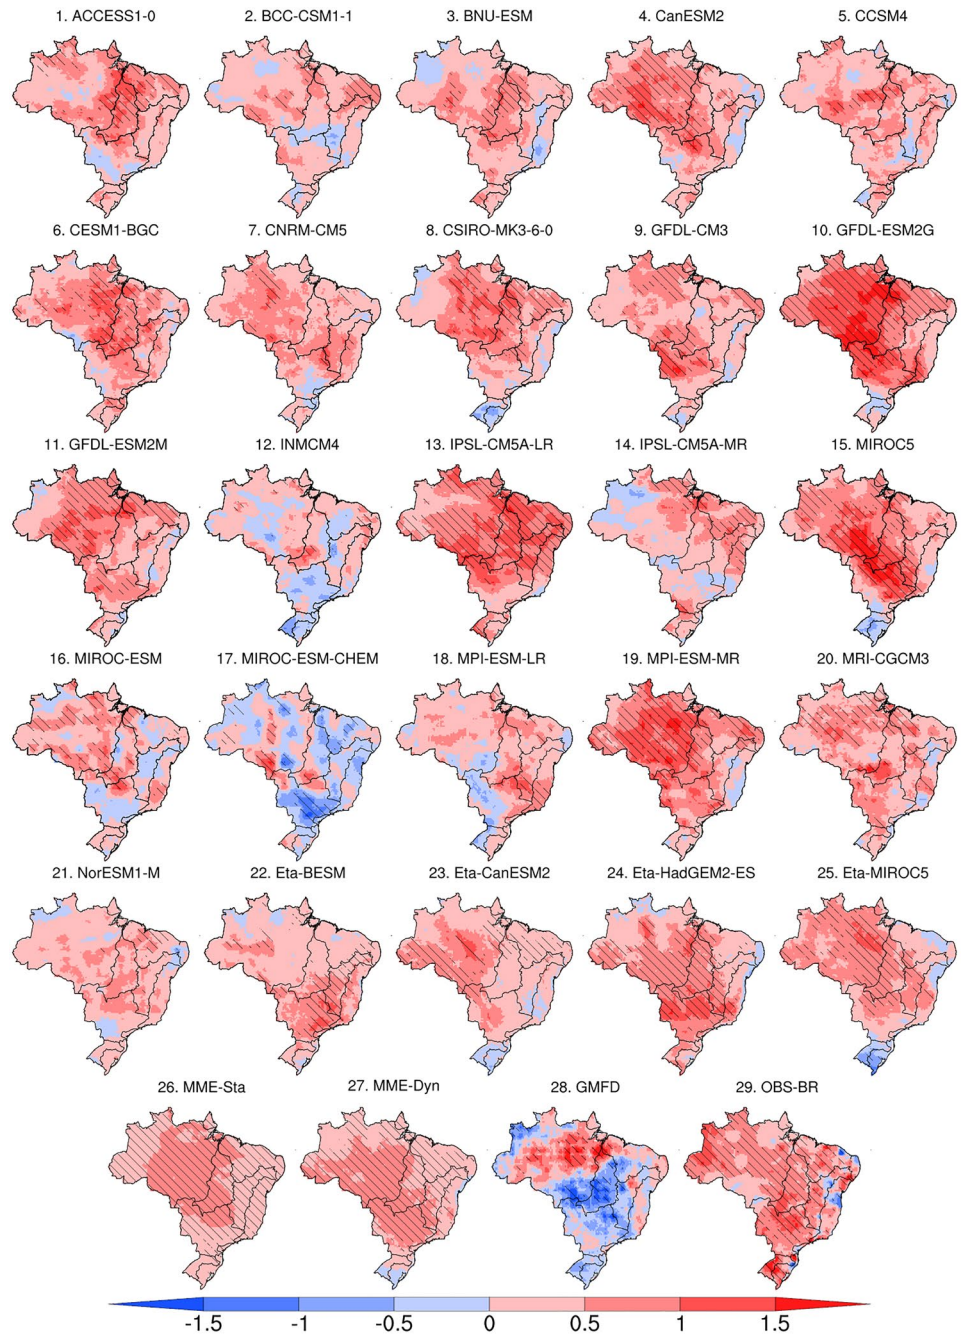 1. ACCESS1-0
2. BCC-CSM1-1
3. BNU-ESM
4. CanESM2
5. CCSM4
6. CESM1-BGC
7. CNRM-CM5
8. CSIRO-MK3-6-0
9. GFDL-CM3
10. GFDL-ESM2G
11. GFDL-ESM2M
12. INMCM4
13. IPSL-CM5A-LR
14. IPSL-CM5A-MR
15. MIROC5
16. MIROC-ESM
17. MIROC-ESM-CHEM
18. MPI-ESM-LR
19. MPI-ESM-MR
20. MRI-CGCM3
21. NorESM1-M
22. Eta-BESM
23. Eta-CanESM2
24. Eta-HadGEM2-ES
25. Eta-MIROC5
26. MME-Sta
27. MME-Dyn
28. GMFD
29. OBS-BR
-1.5 -1 -0.5 0 0.5 1 1.5